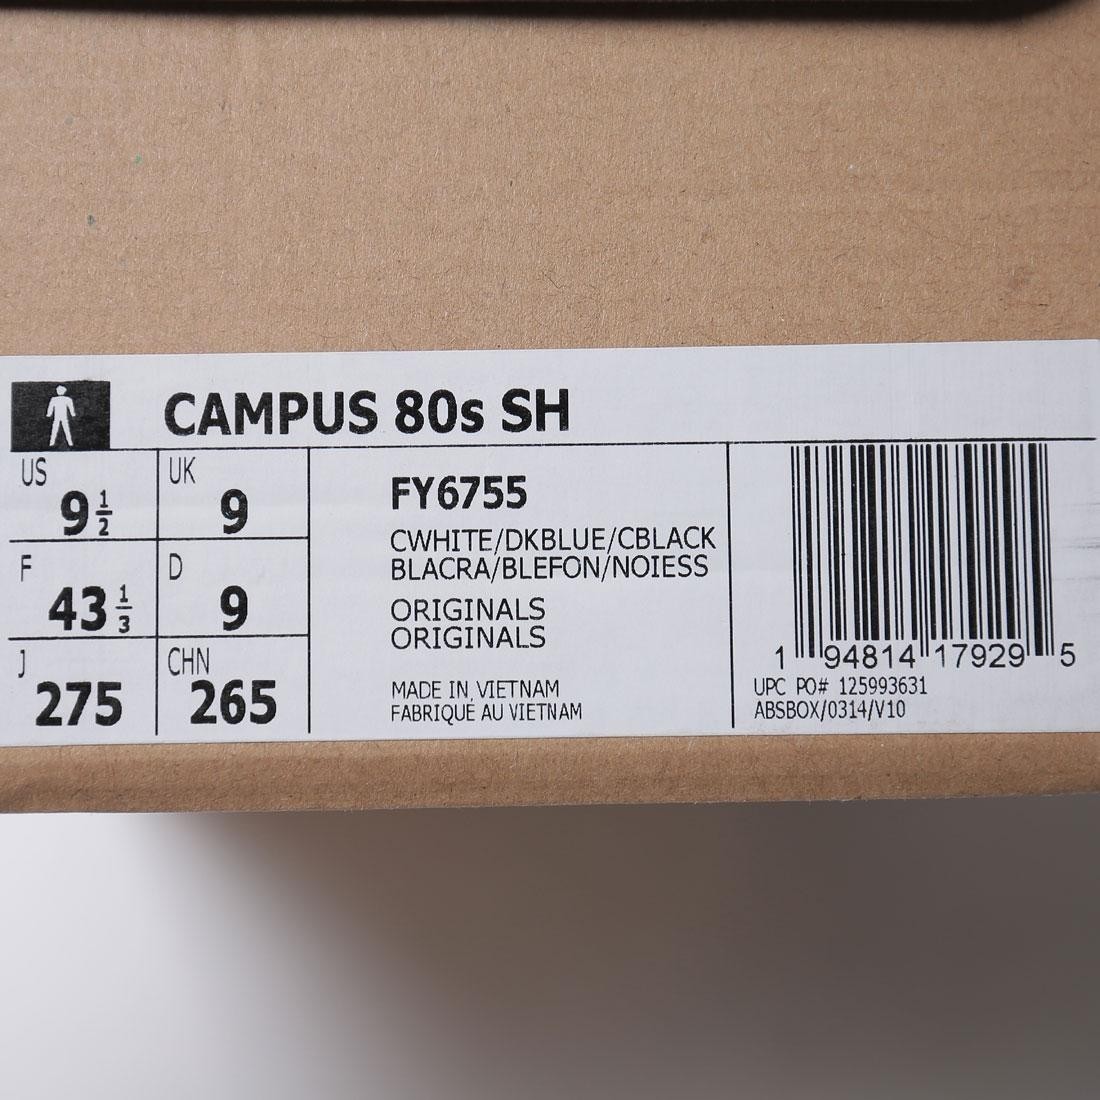 CAMPUS 80s SH
US 9 1/2
UK 9
F 43 1/3
D 9
J 275
CHN 265
FY6755
CWHITE/DKBLUE/CBLACK
BLACRA/BLEFON/NOIESS
ORIGINALS
ORIGINALS
MADE IN VIETNAM
FABRIQUÉ AU VIETNAM
1 94814 17929 5
UPC PO# 125993631
ABSBOX/0314/V10